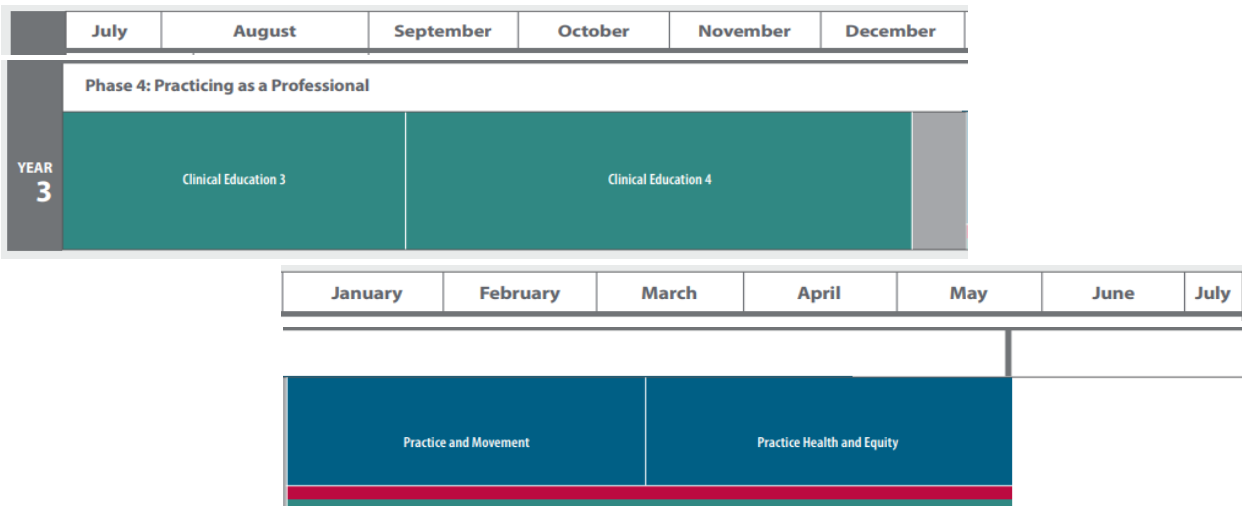 July August September October November December
Phase 4: Practicing as a Professional
YEAR
3
Clinical Education 3 Clinical Education 4
January February March April May June July
Practice and Movement Practice Health and Equity